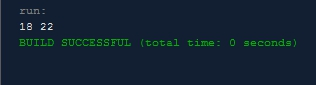 run:
18 22
BUILD SUCCESSFUL (total time: 0 seconds)